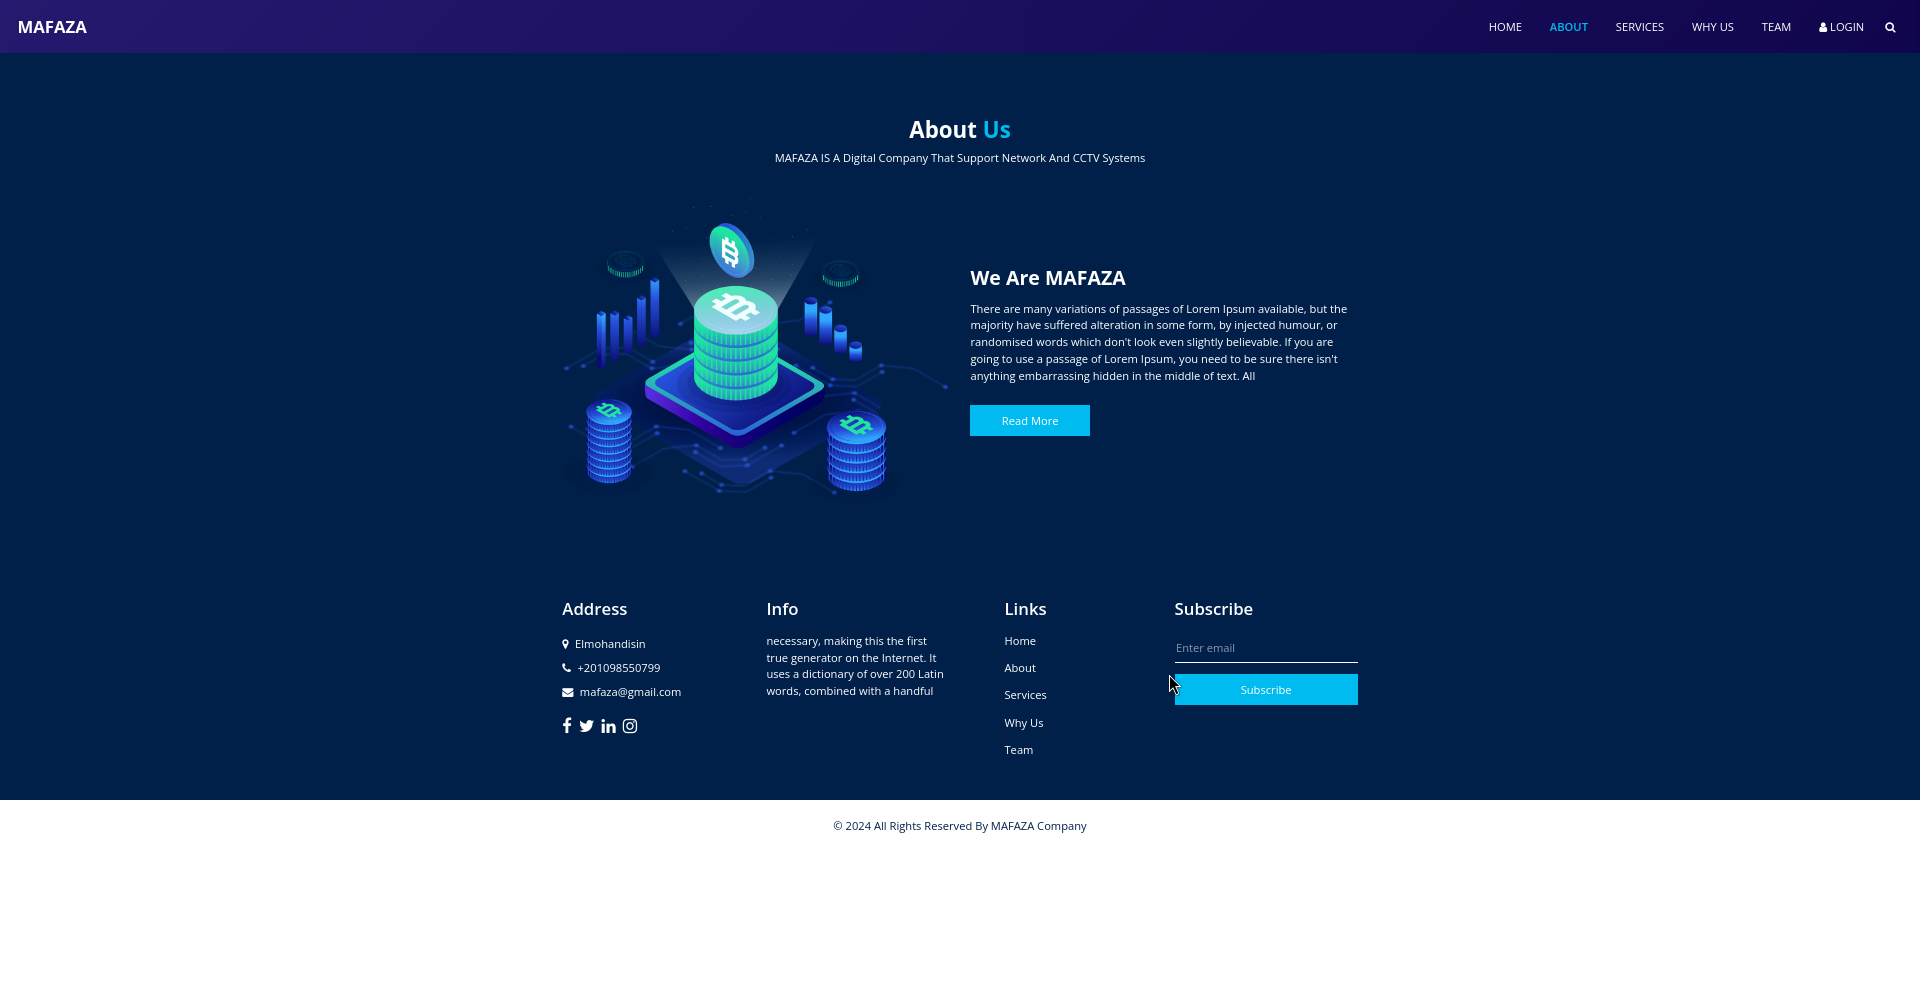 MAFAZA
HOME ABOUT SERVICES WHY US TEAM LOGIN
About Us
MAFAZA IS A Digital Company That Support Network And CCTV Systems
We Are MAFAZA
There are many variations of passages of Lorem Ipsum available, but the
majority have suffered alteration in some form, by injected humour, or
randomised words which don't look even slightly believable. If you are
going to use a passage of Lorem Ipsum, you need to be sure there isn't
anything embarrassing hidden in the middle of text. All
Read More
Address
Elmohandisin
+201098550799
mafaza@gmail.com
Info
necessary, making this the first
true generator on the Internet. It
uses a dictionary of over 200 Latin
words, combined with a handful
Links
Home
About
Services
Why Us
Team
Subscribe
Enter email
Subscribe
© 2024 All Rights Reserved By MAFAZA Company